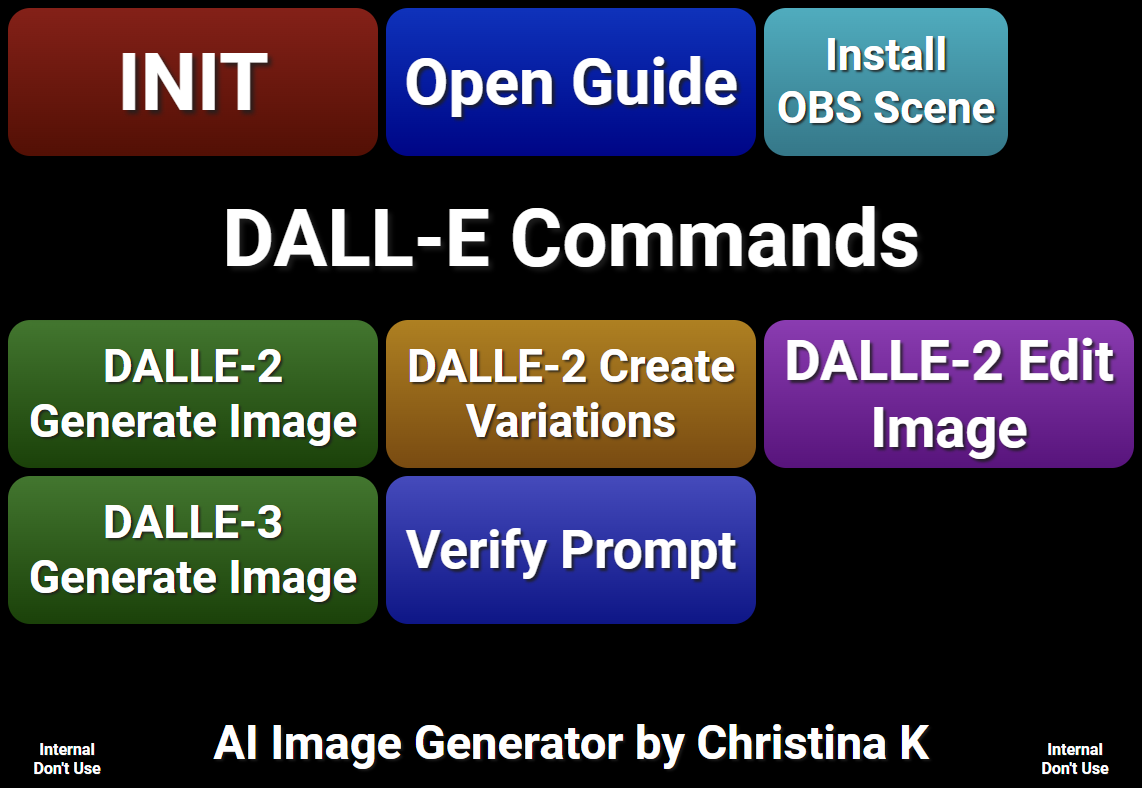 INIT
Open Guide
Install
OBS Scene
DALL-E Commands
DALLE-2
Generate Image
DALLE-2 Create
Variations
DALLE-2 Edit
Image
DALLE-3
Generate Image
Verify Prompt
AI Image Generator by Christina K
Internal
Don't Use
Internal
Don't Use